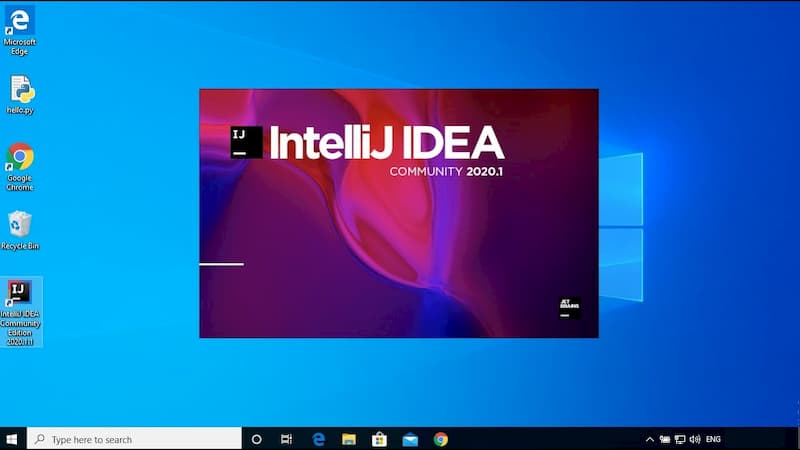 Microsoft
Edge
hello.py
Google
Chrome
Recycle Bin
IJ
IntelliJ IDEA
Community
Edition
2020.1.1
IJ
IntelliJ IDEA
COMMUNITY 2020.1
JET
BRAINS
Type here to search
ENG